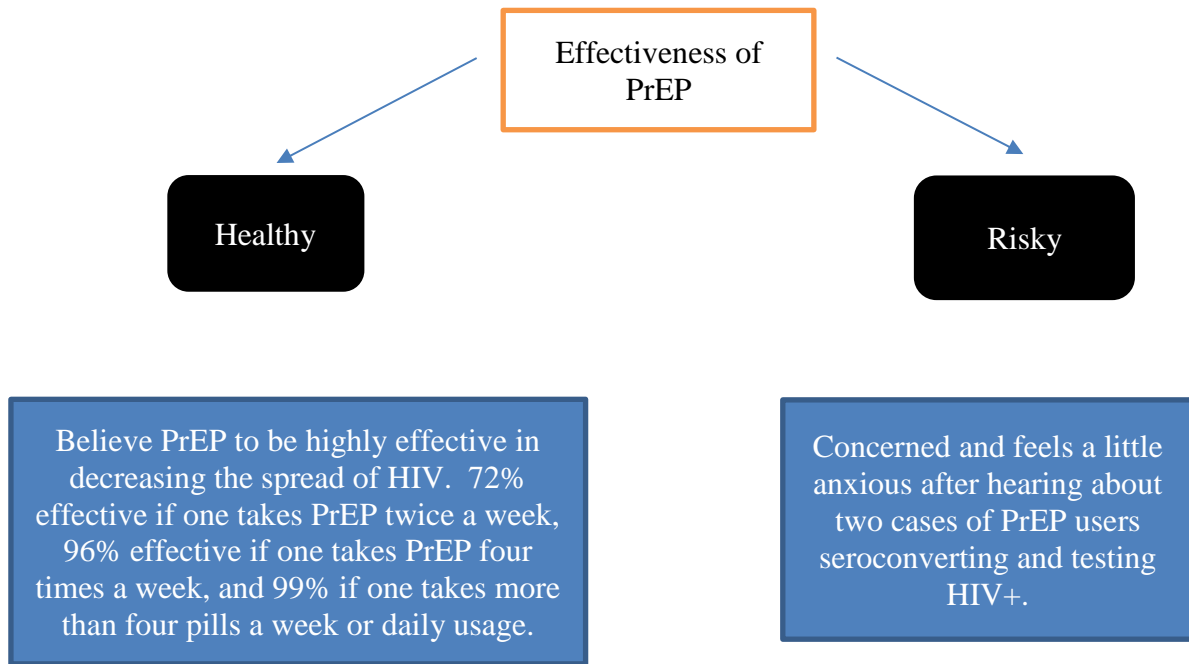 Effectiveness of
PrEP
Healthy
Risky
Believe PrEP to be highly effective in
decreasing the spread of HIV.  72%
effective if one takes PrEP twice a week,
96% effective if one takes PrEP four
times a week, and 99% if one takes more
than four pills a week or daily usage.
Concerned and feels a little
anxious after hearing about
two cases of PrEP users
seroconverting and testing
HIV+.